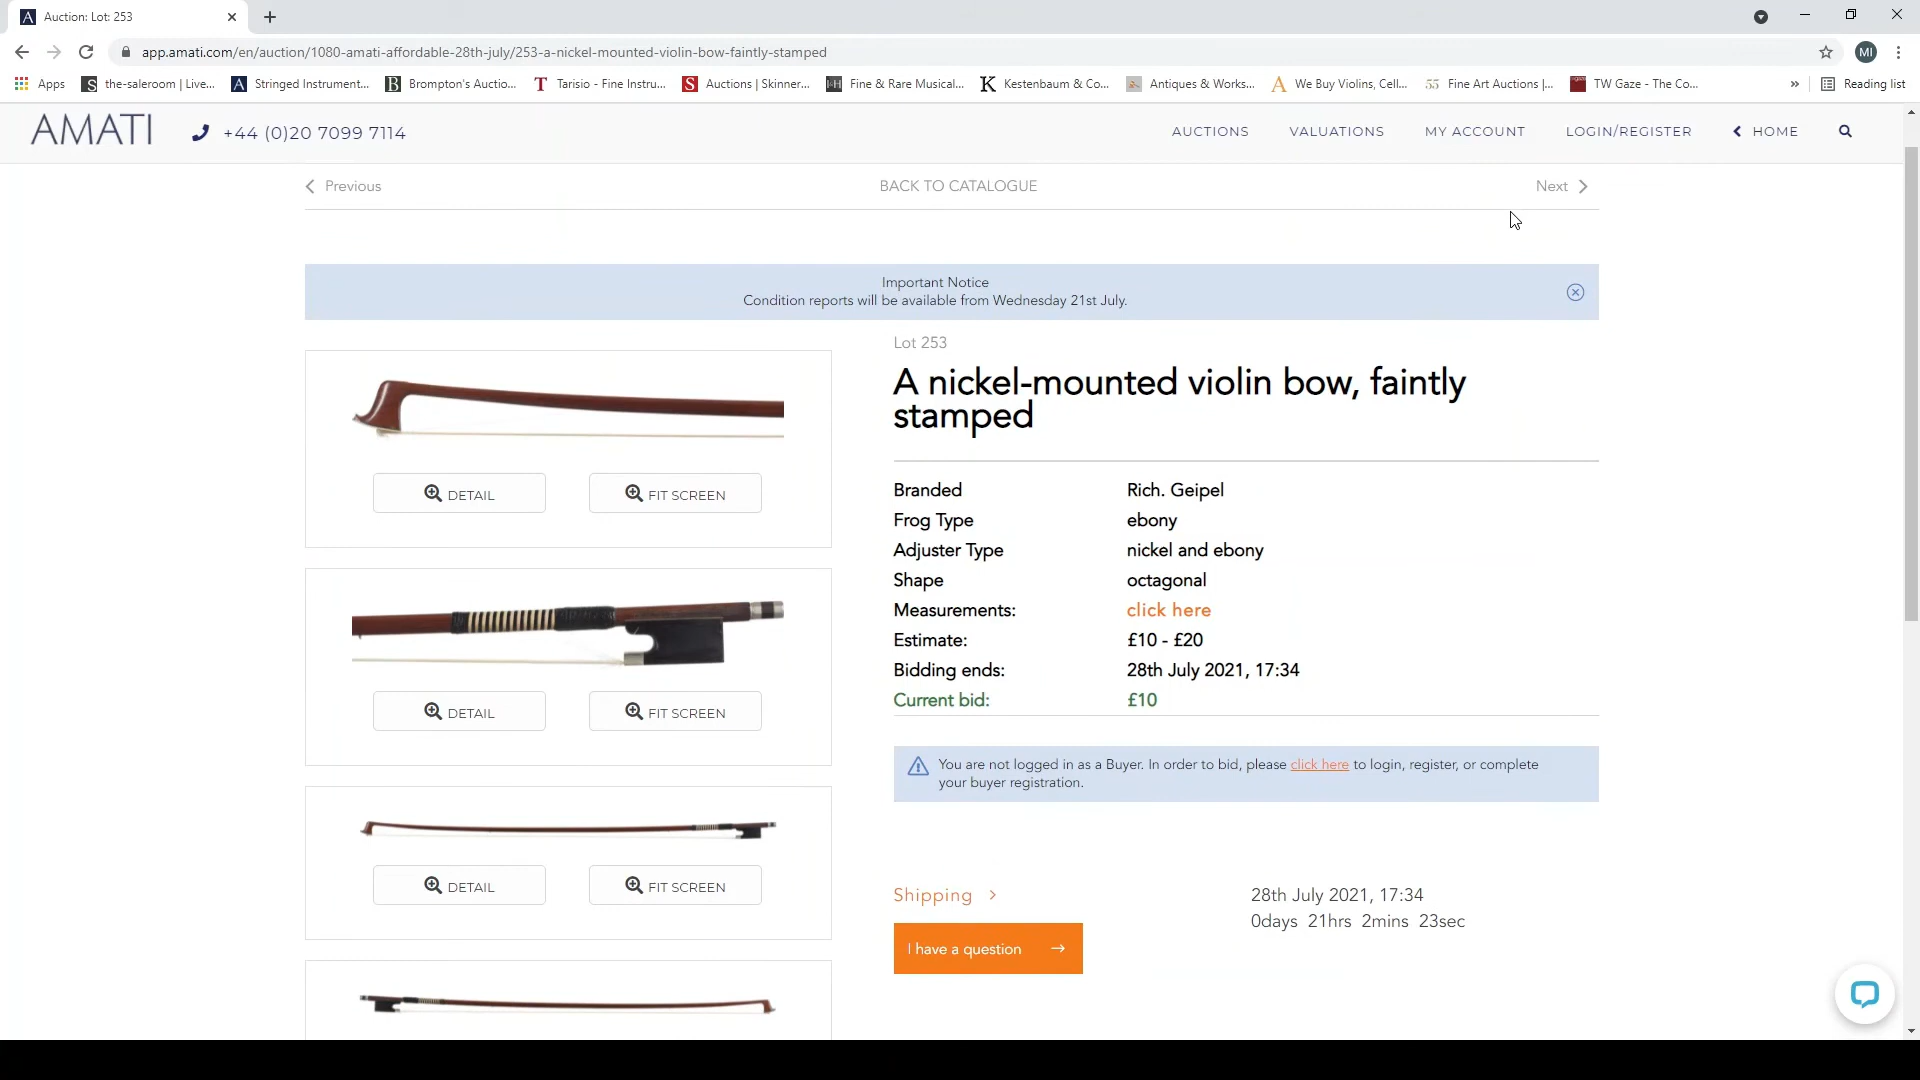 Auction: Lot: 253
app.amati.com/en/auction/1080-amati-affordable-28th-july/253-a-nickel-mounted-violin-bow-faintly-stamped
MI
Apps
the-saleroom | Live...
Stringed Instrument...
Brompton's Auctio...
Tarisio - Fine Instru...
Auctions | Skinner...
Fine & Rare Musical...
Kestenbaum & Co...
Antiques & Works...
We Buy Violins, Cell...
Fine Art Auctions |...
TW Gaze - The Co...
»
Reading list
AMATI
+44 (0)20 7099 7114
AUCTIONS
VALUATIONS
MY ACCOUNT
LOGIN/REGISTER
HOME
Previous
BACK TO CATALOGUE
Next
Important Notice
Condition reports will be available from Wednesday 21st July.
Lot 253
A nickel-mounted violin bow, faintly
stamped
Branded Rich. Geipel
Frog Type ebony
Adjuster Type nickel and ebony
Shape octagonal
Measurements: click here
Estimate: £10 - £20
Bidding ends: 28th July 2021, 17:34
Current bid: £10
You are not logged in as a Buyer. In order to bid, please click here to login, register, or complete
your buyer registration.
Shipping >
28th July 2021, 17:34
0days 21hrs 2mins 23sec
I have a question →
DETAIL
FIT SCREEN
DETAIL
FIT SCREEN
DETAIL
FIT SCREEN